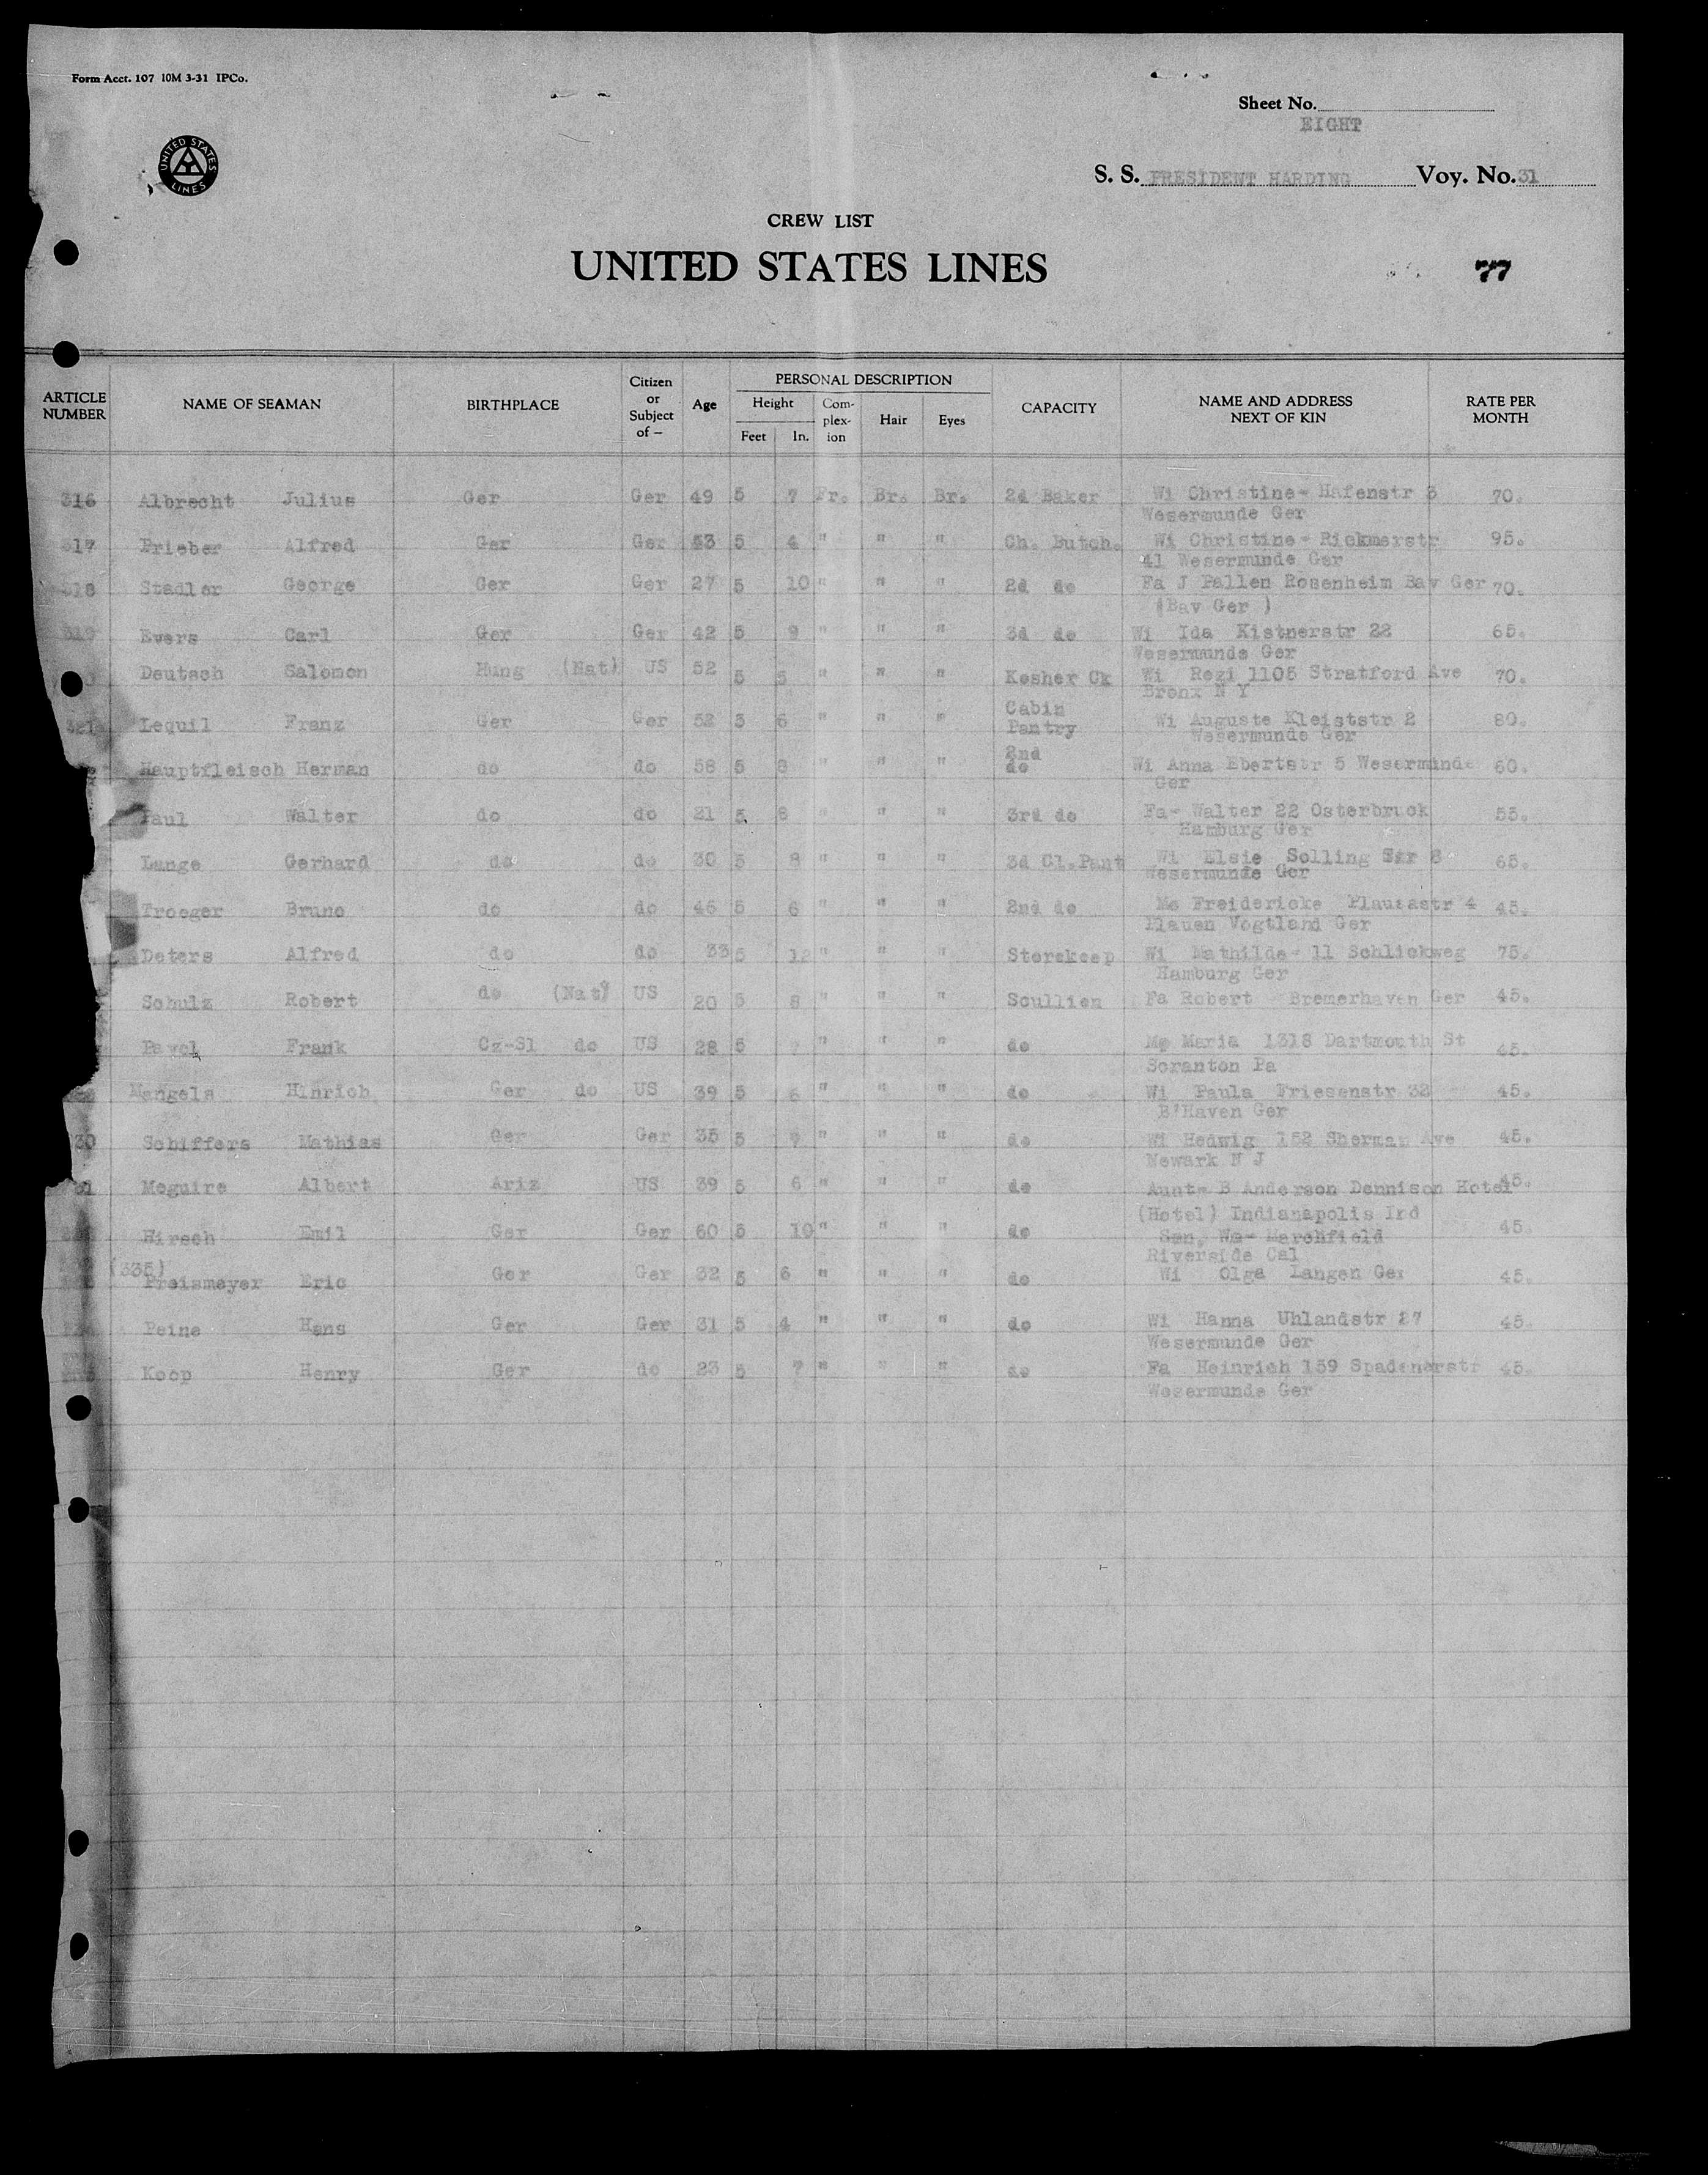 Form Acct. 107 10M 3-31 IPCo.
Sheet No.
EIGHT
UNITED STATES LINES
S. S. PRESIDENT HARDING Voy. No. 31
CREW LIST
UNITED STATES LINES
77
ARTICLE NUMBER NAME OF SEAMAN BIRTHPLACE Citizen or Subject of — Age PERSONAL DESCRIPTION Height Feet In. Complexion Hair Eyes CAPACITY NAME AND ADDRESS NEXT OF KIN RATE PER MONTH
316 Albrecht Julius Ger Ger 49 5 7 Fr. Br. Br. 2d Baker Wi Christine- Hafenstr 70.
Wesermunde Ger
317 Prieber Alfred Ger Ger 43 5 4 " " " Ch. Butch. Wi Christine- Rickmerstr 95.
41 Wesermunde Ger
318 Stadler George Ger Ger 27 5 10 " " " 2d do Fa J Pallen Rosenheim Bav Ger 70.
(Bav Ger )
319 Evers Carl Ger Ger 42 5 9 " " " 3d do Wi Ida Kistnerstr 22 65.
Wesermunde Ger
Deutsch Salomon Hung (Nat) US 52 5 5 " " " Kosher Ck Wi Regi 1105 Stratford Ave 70.
Bronx N Y
321 Lequil Franz Ger Ger 52 5 6 " " " Cabin Pantry Wi Auguste Kleiststr 2 80.
Wesermunde Ger
Hauptfleisch Herman do do 58 5 8 " " " 2nd do Wi Anna Ebertstr 5 Wesermunde 60.
Ger
Paul Walter do do 21 5 8 " " 3rd do Fa- Walter 22 Osterbruck 55.
Hamburg Ger
Lange Gerhard do do 30 5 8 " " " 3d Cl.Pant Wi Elsie Solling Str 65.
Wesermunde Ger
Troeger Bruno do do 46 5 6 " " " 2nd do Mo Freidericke 4 45.
Plauen Vogtland Ger
Deters Alfred do do 33 5 " " " Storekeep Wi Mathilde- 11 Schlickweg 75.
Hamburg Ger
Schulz Robert do (Nat) US 20 5 8 " " " Scullion Fa Robert Bremerhaven Ger 45.
Pavel Frank Cz-Sl do US 28 5 " " " do Mo Maria 1318 Dartmouth St 45.
Scranton Pa
Mangels Hinrich Ger do US 39 5 6 " " " do Wi Paula Friesenstr 32 45.
B'Haven Ger
30 Schiffers Mathias Ger Ger 35 5 " " " do Wi Hedwig 152 Sherman Ave 45.
Newark N J
Meguire Albert Ariz US 39 5 6 " " " do Aunt- B Anderson Dennison Hotel 45.
(Hotel) Indianapolis Ind
Hirsch Emil Ger Ger 60 5 10 " " " do Son, Wm- Marchfield 45.
Riverside Cal
(335) Preismeyer Eric Ger Ger 32 5 6 " " " do Wi Olga Langen Ger 45.
Peine Hans Ger Ger 31 5 4 " " " do Wi Hanna Uhlandstr 27 45.
Wesermunde Ger
Koop Henry Ger do 23 5 7 " " " do Fa Heinrich 159 Spadenerstr 45.
Wesermunde Ger